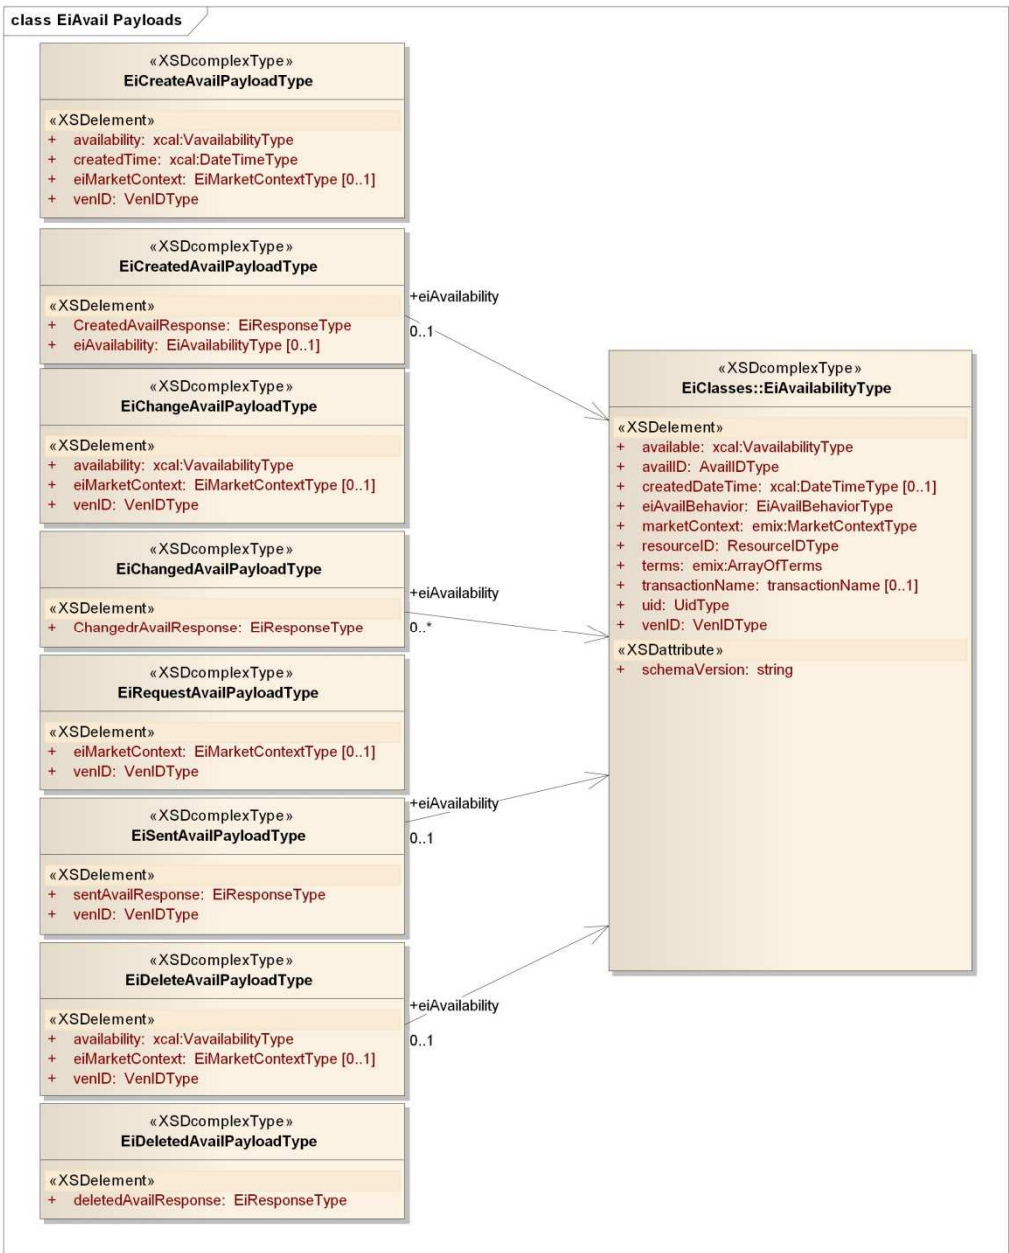 class EiAvail Payloads
«XSDcomplexType»
EiCreateAvailPayloadType
«XSDelement»
+ availability: xcal:VavailabilityType
+ createdTime: xcal:DateTimeType
+ eiMarketContext: EiMarketContextType [0..1]
+ venID: VenIDType
«XSDcomplexType»
EiCreatedAvailPayloadType
«XSDelement»
+ CreatedAvailResponse: EiResponseType
+ eiAvailability: EiAvailabilityType [0..1]
+eiAvailability
0..1
«XSDcomplexType»
EiChangeAvailPayloadType
«XSDelement»
+ availability: xcal:VavailabilityType
+ eiMarketContext: EiMarketContextType [0..1]
+ venID: VenIDType
«XSDcomplexType»
EiChangedAvailPayloadType
«XSDelement»
+ ChangedrAvailResponse: EiResponseType
+eiAvailability
0..*
«XSDcomplexType»
EiRequestAvailPayloadType
«XSDelement»
+ eiMarketContext: EiMarketContextType [0..1]
+ venID: VenIDType
«XSDcomplexType»
EiSentAvailPayloadType
«XSDelement»
+ sentAvailResponse: EiResponseType
+ venID: VenIDType
+eiAvailability
0..1
«XSDcomplexType»
EiDeleteAvailPayloadType
«XSDelement»
+ availability: xcal:VavailabilityType
+ eiMarketContext: EiMarketContextType [0..1]
+ venID: VenIDType
+eiAvailability
0..1
«XSDcomplexType»
EiDeletedAvailPayloadType
«XSDelement»
+ deletedAvailResponse: EiResponseType
«XSDcomplexType»
EiClasses::EiAvailabilityType
«XSDelement»
+ available: xcal:VavailabilityType
+ availID: AvailIDType
+ createdDateTime: xcal:DateTimeType [0..1]
+ eiAvailBehavior: EiAvailBehaviorType
+ marketContext: emix:MarketContextType
+ resourceID: ResourceIDType
+ terms: emix:ArrayOfTerms
+ transactionName: transactionName [0..1]
+ uid: UidType
+ venID: VenIDType
«XSDattribute»
+ schemaVersion: string